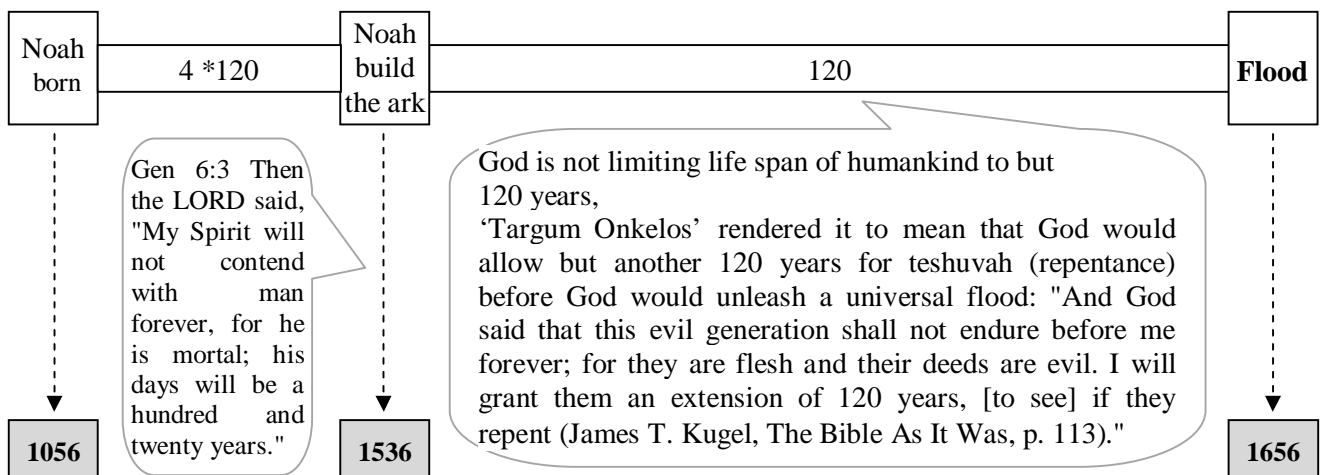 Noah
born
4 *120
Noah
build
the ark
120
Flood
Gen 6:3 Then
the LORD said,
"My Spirit will
not contend
with man
forever, for he
is mortal; his
days will be a
hundred and
twenty years."
God is not limiting life span of humankind to but
120 years,
‘Targum Onkelos’ rendered it to mean that God would
allow but another 120 years for teshuvah (repentance)
before God would unleash a universal flood: "And God
said that this evil generation shall not endure before me
forever; for they are flesh and their deeds are evil. I will
grant them an extension of 120 years, [to see] if they
repent (James T. Kugel, The Bible As It Was, p. 113)."
1056
1536
1656